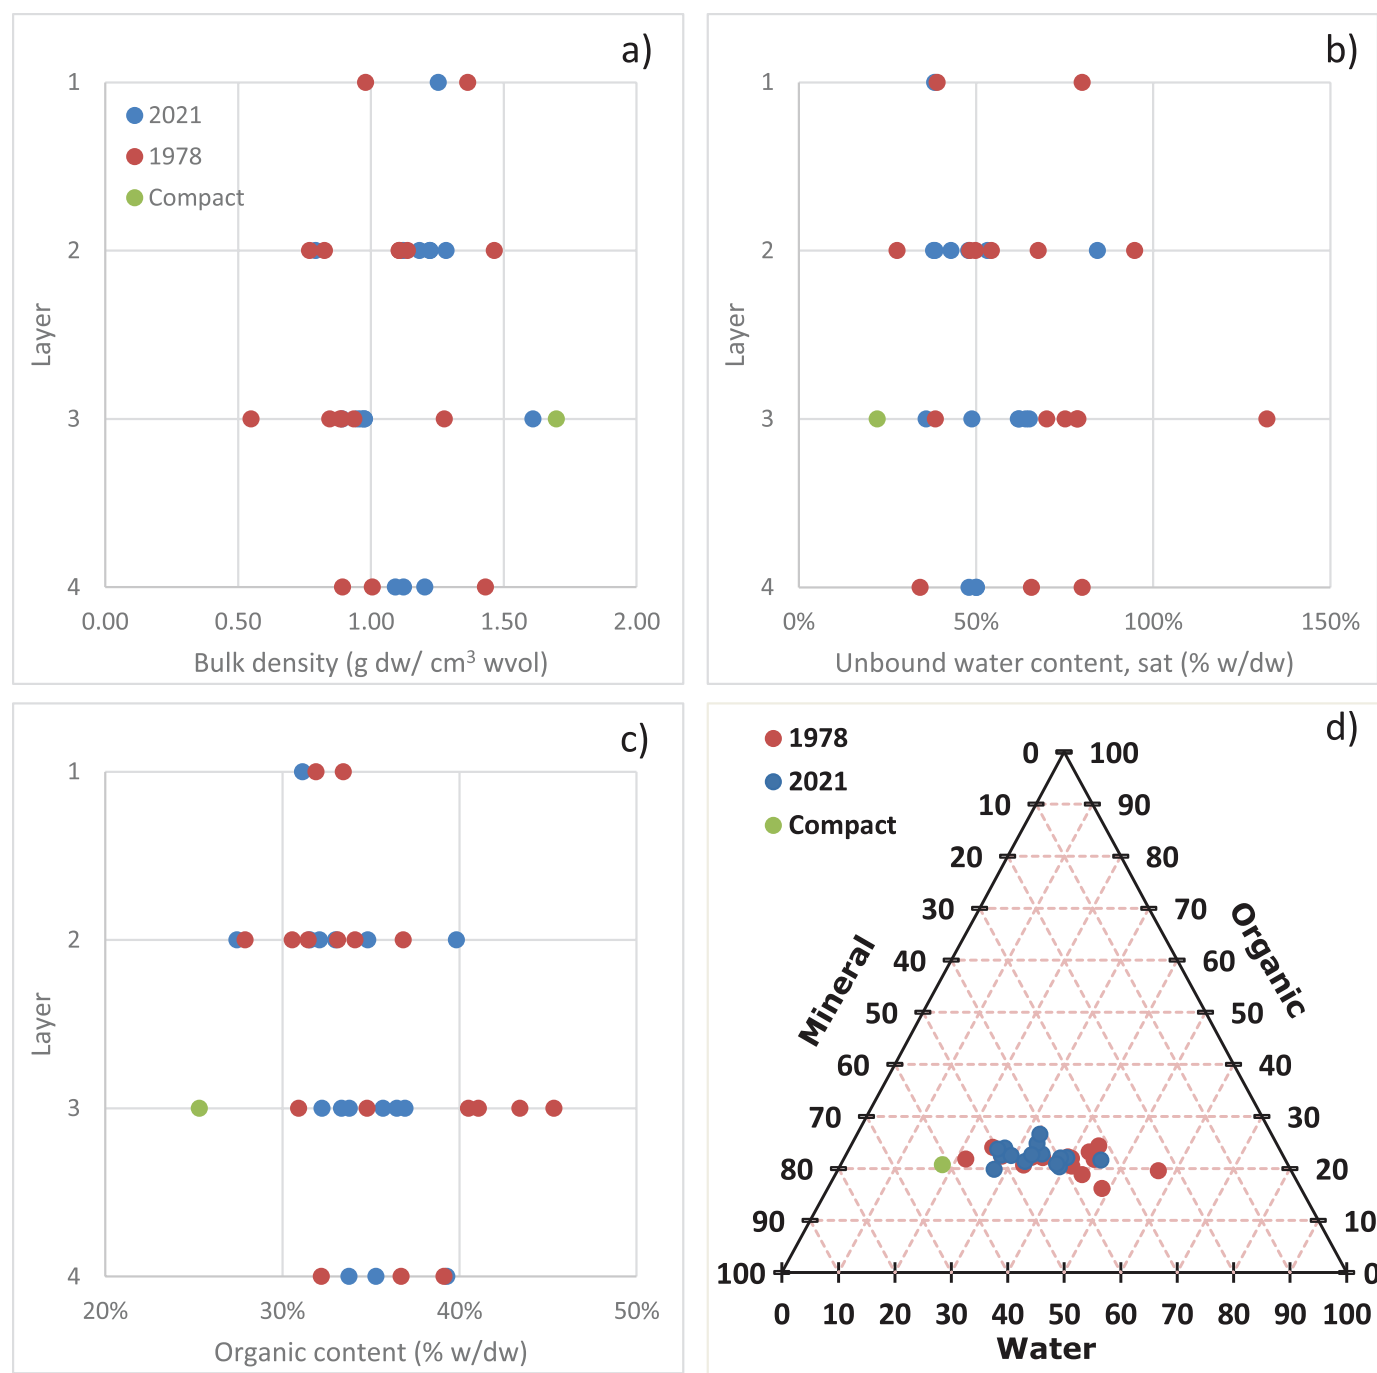 a)
1
2
3
4
Layer
2021
1978
Compact
0.00 0.50 1.00 1.50 2.00
Bulk density (g dw/ cm³ wvol)
b)
1
2
3
4
Layer
0% 50% 100% 150%
Unbound water content, sat (% w/dw)
c)
1
2
3
4
Layer
20% 30% 40% 50%
Organic content (% w/dw)
d)
1978
2021
Compact
0 100
10 90
20 80
30 70
40 60
50 50
60 40
70 30
80 20
90 10
100 0
Mineral
Organic
0 10 20 30 40 50 60 70 80 90 100
Water